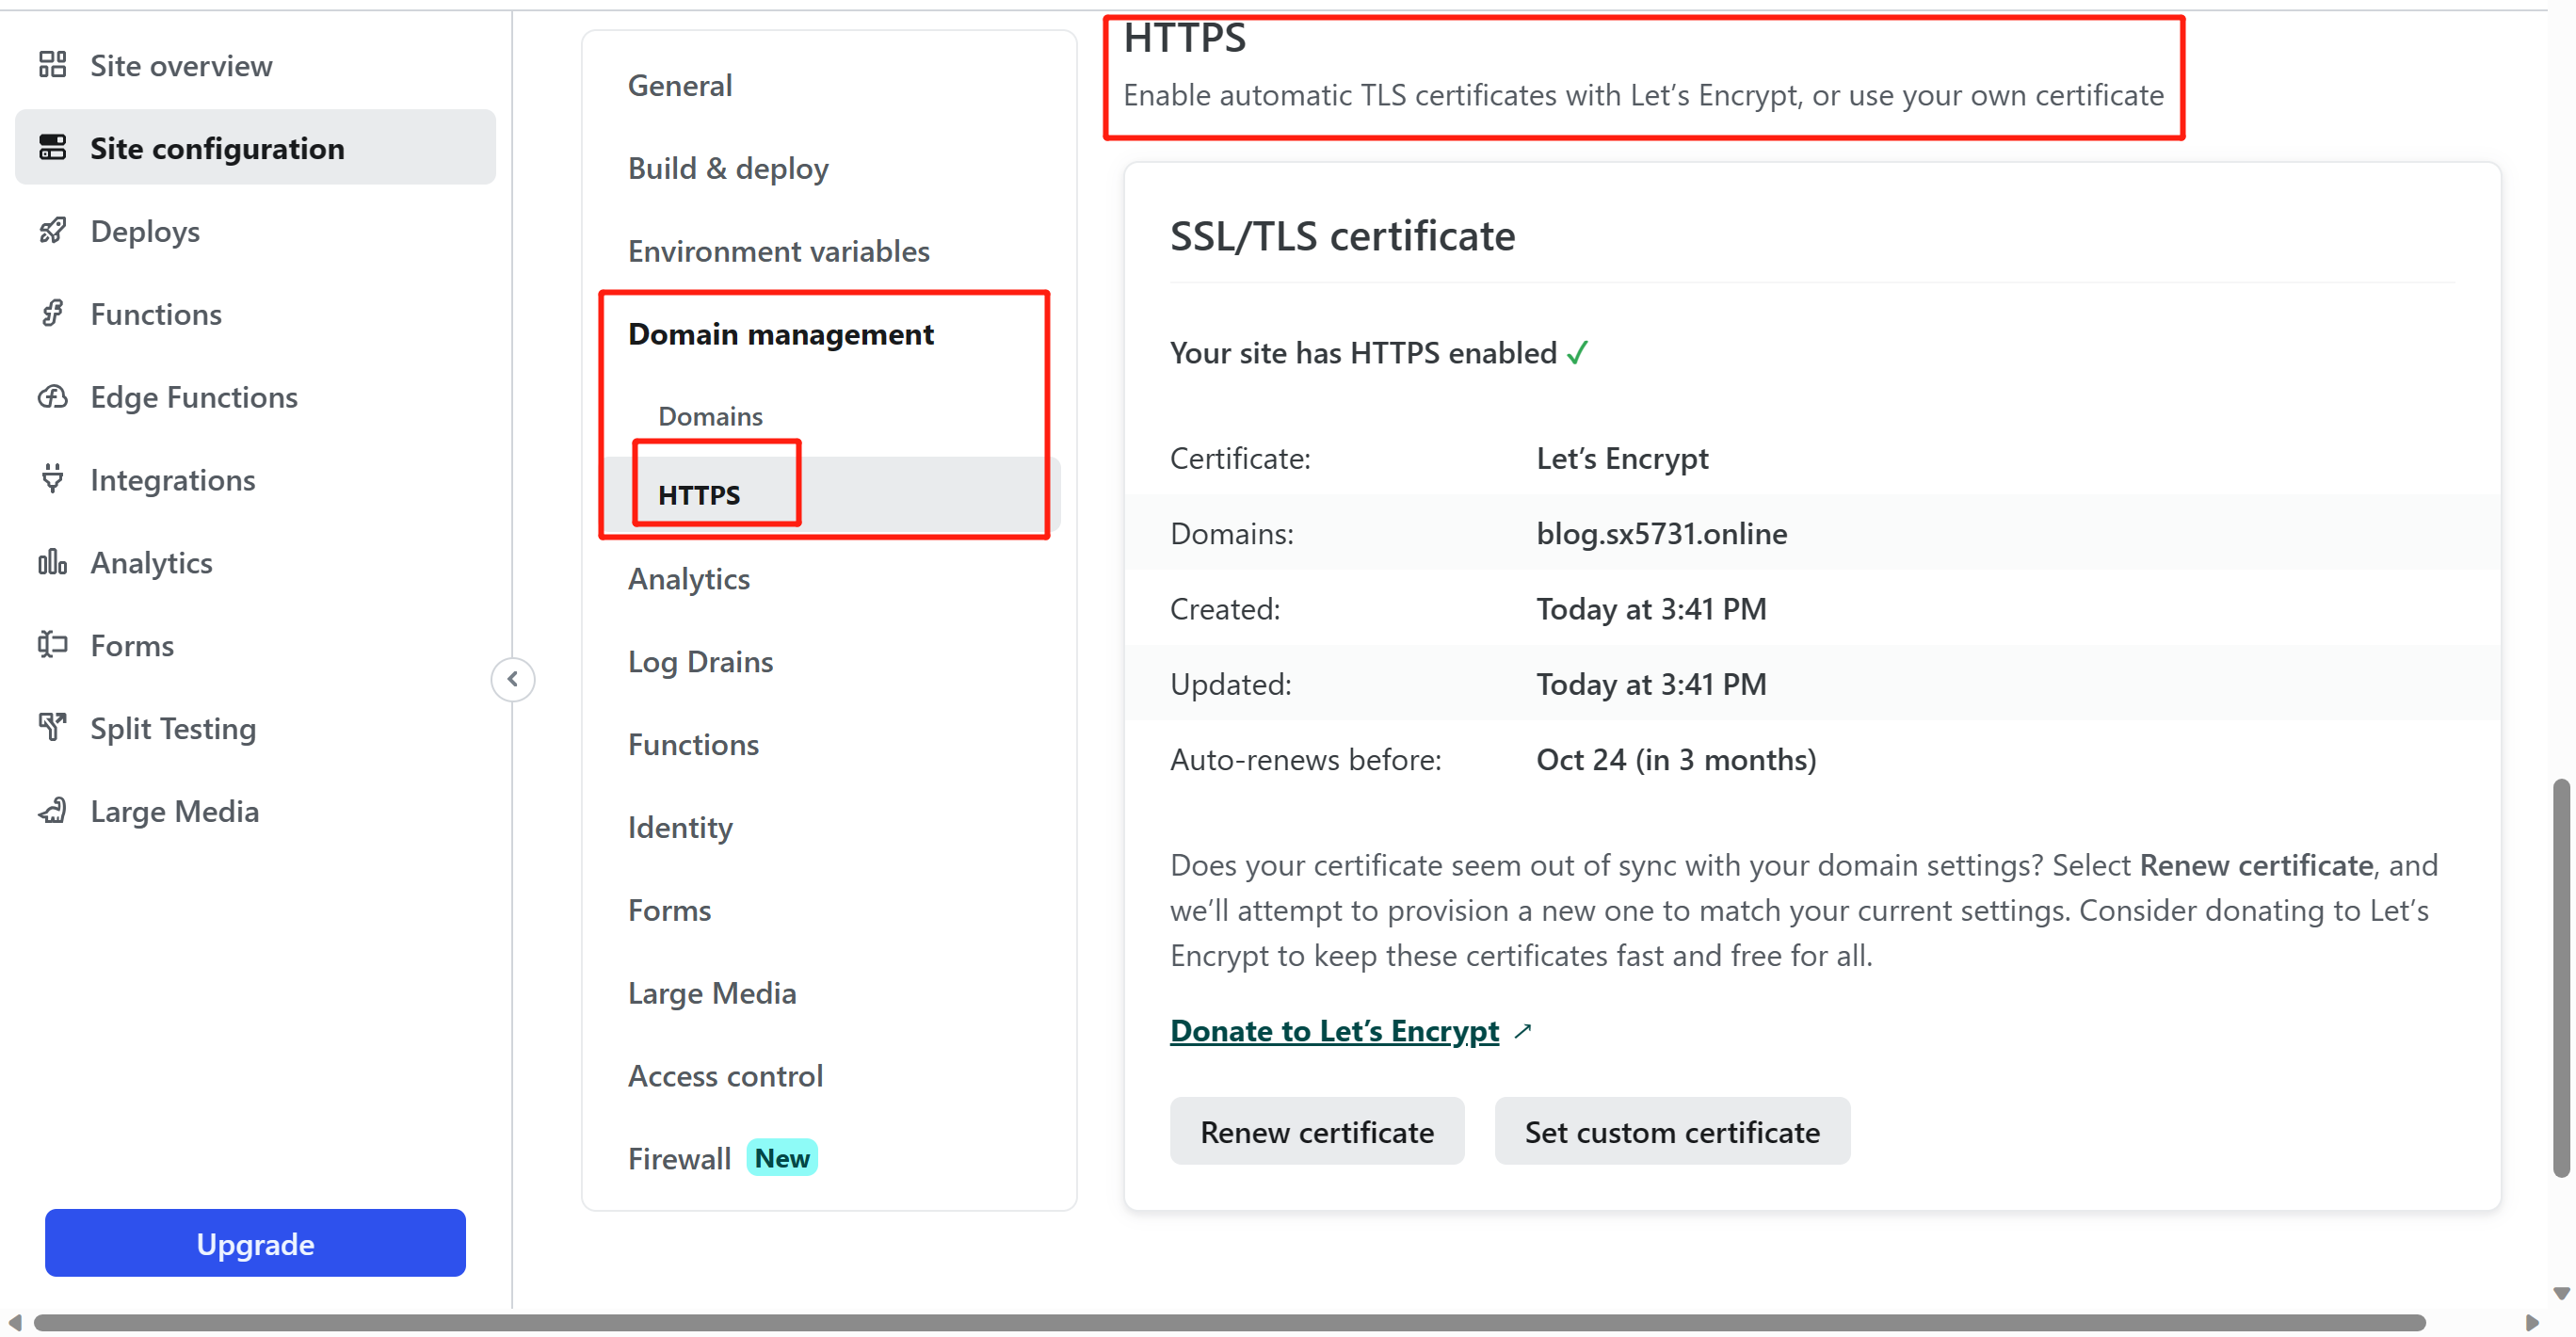 Site overview
Site configuration
Deploys
Functions
Edge Functions
Integrations
Analytics
Forms
Split Testing
Large Media
Upgrade
General
Build & deploy
Environment variables
Domain management
Domains
HTTPS
Analytics
Log Drains
Functions
Identity
Forms
Large Media
Access control
Firewall New
HTTPS
Enable automatic TLS certificates with Let’s Encrypt, or use your own certificate
SSL/TLS certificate
Your site has HTTPS enabled ✓
Certificate: Let’s Encrypt
Domains: blog.sx5731.online
Created: Today at 3:41 PM
Updated: Today at 3:41 PM
Auto-renews before: Oct 24 (in 3 months)
Does your certificate seem out of sync with your domain settings? Select Renew certificate, and
we’ll attempt to provision a new one to match your current settings. Consider donating to Let’s
Encrypt to keep these certificates fast and free for all.
Donate to Let’s Encrypt ↗
Renew certificate Set custom certificate